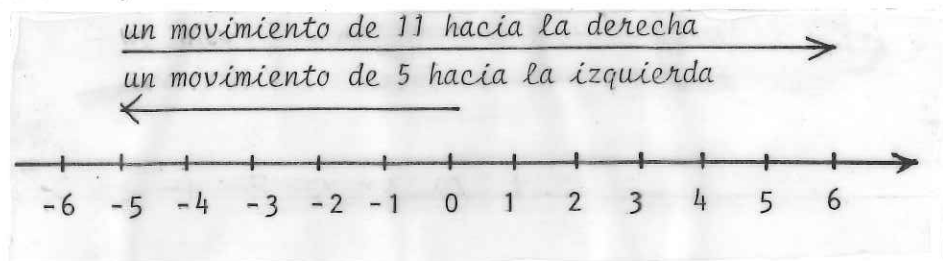 un movimiento de 11 hacia la derecha
un movimiento de 5 hacia la izquierda
-6 -5 -4 -3 -2 -1 0 1 2 3 4 5 6